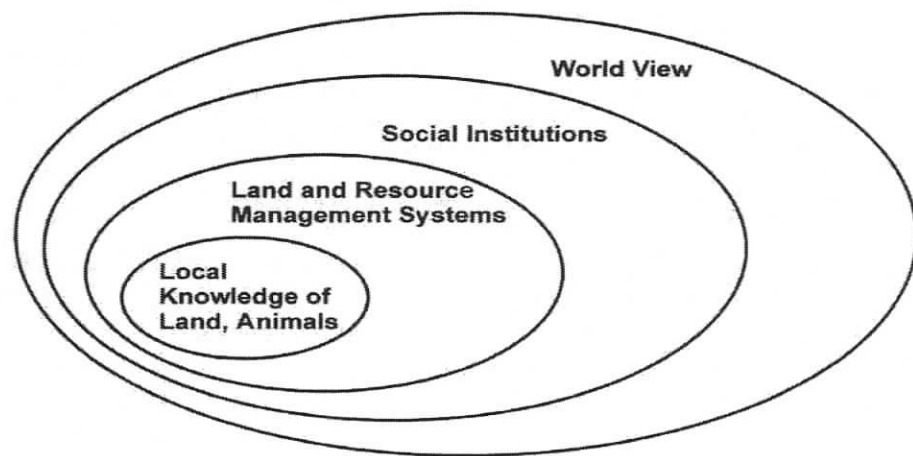 World View
Social Institutions
Land and Resource
Management Systems
Local
Knowledge of
Land, Animals